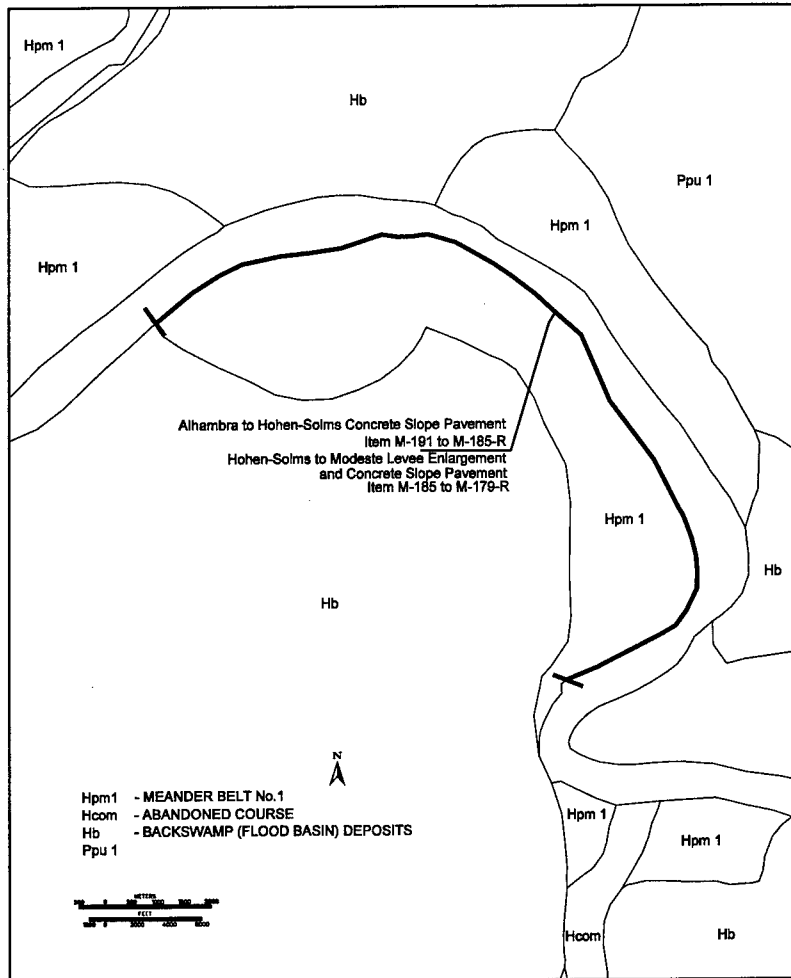 Hpm 1
Hb
Ppu 1
Hpm 1
Hpm 1
Alhambra to Hohen-Solms Concrete Slope Pavement
Item M-191 to M-185-R
Hohen-Solms to Modeste Levee Enlargement
and Concrete Slope Pavement
Item M-185 to M-179-R
Hpm 1
Hb
Hb
N
Hpm1 - MEANDER BELT No.1
Hcom - ABANDONED COURSE
Hb - BACKSWAMP (FLOOD BASIN) DEPOSITS
Ppu 1
Hpm 1
Hpm 1
METERS
FEET
Hcom
Hb